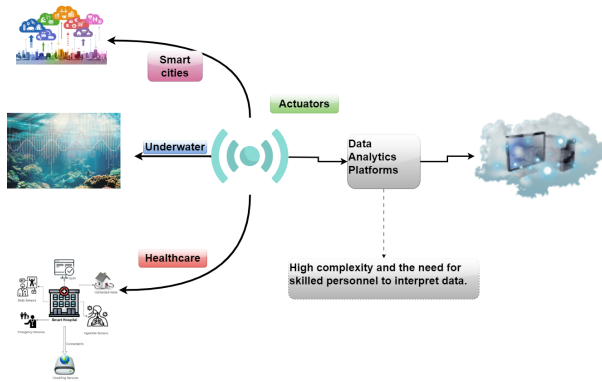 Smart
cities
Actuators
Underwater
Data
Analytics
Platforms
Healthcare
High complexity and the need for
skilled personnel to interpret data.
Smart Hospital